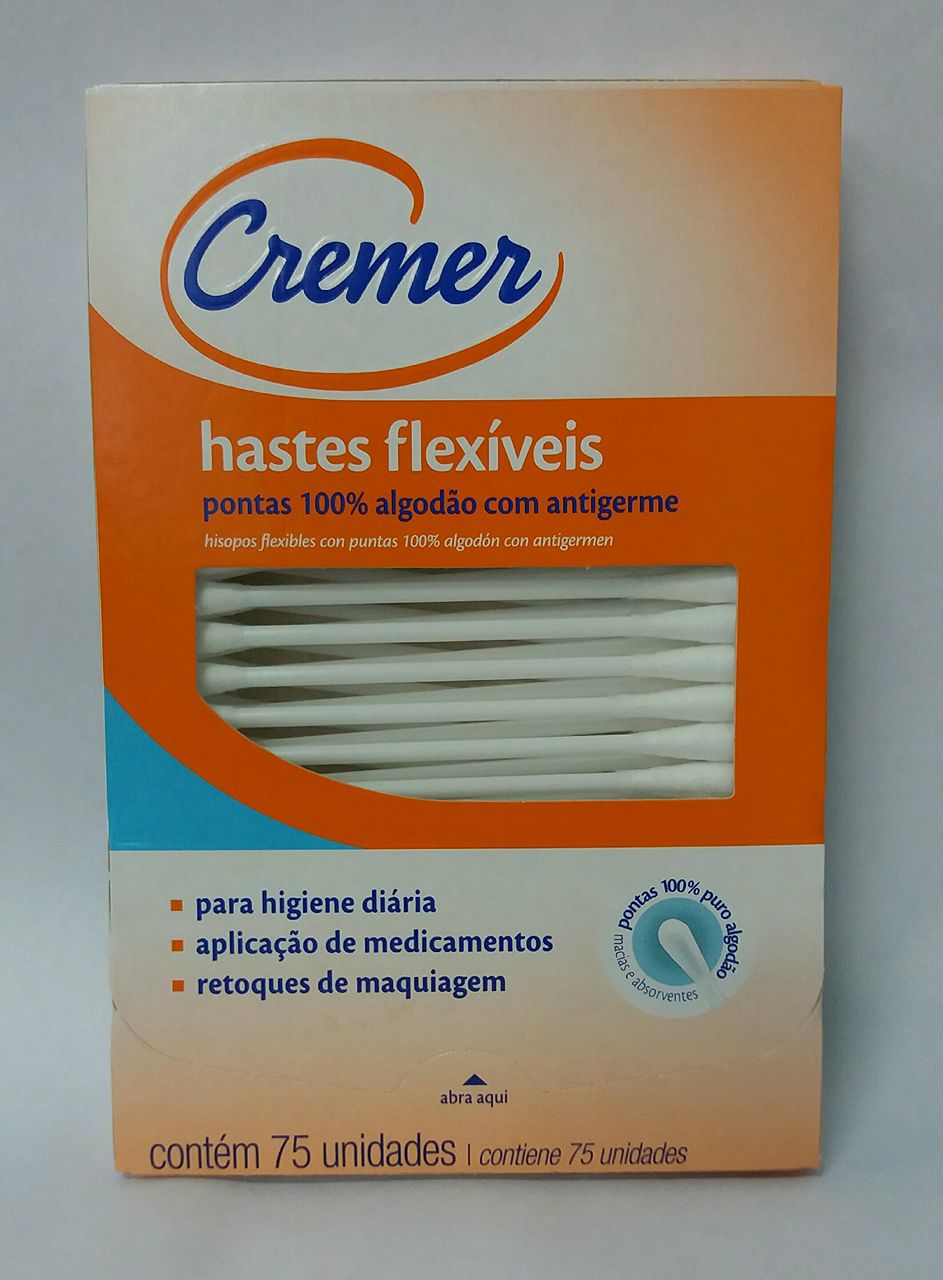 Cremer
hastes flexíveis
pontas 100% algodão com antigerme
hisopos flexibles con puntas 100% algodón con antigermen
para higiene diária
aplicação de medicamentos
retoques de maquiagem
pontas 100% puro algodão
macias e absorventes
abra aqui
contém 75 unidades | contiene 75 unidades